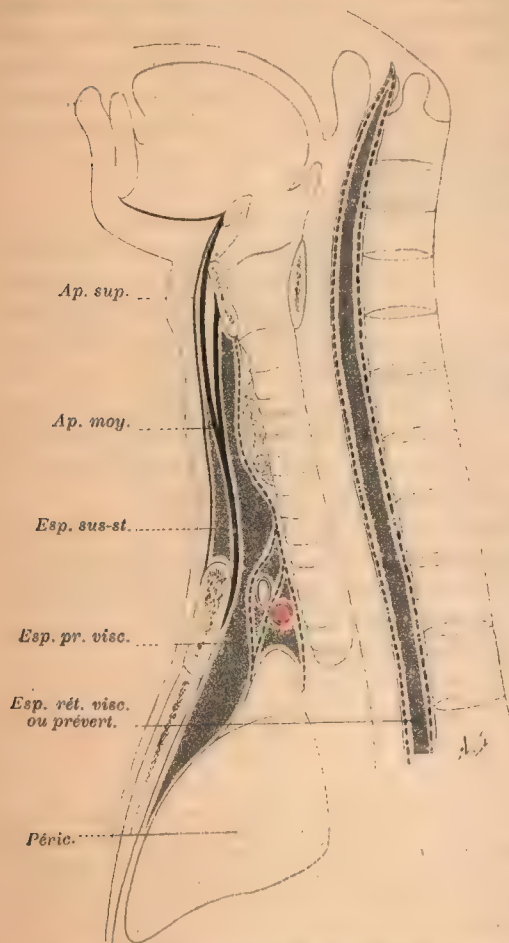 Ap. sup.
Ap. moy.
Esp. sus-st.
Esp. pr. visc.
Esp. rét. visc.
ou prévert.
Péric.